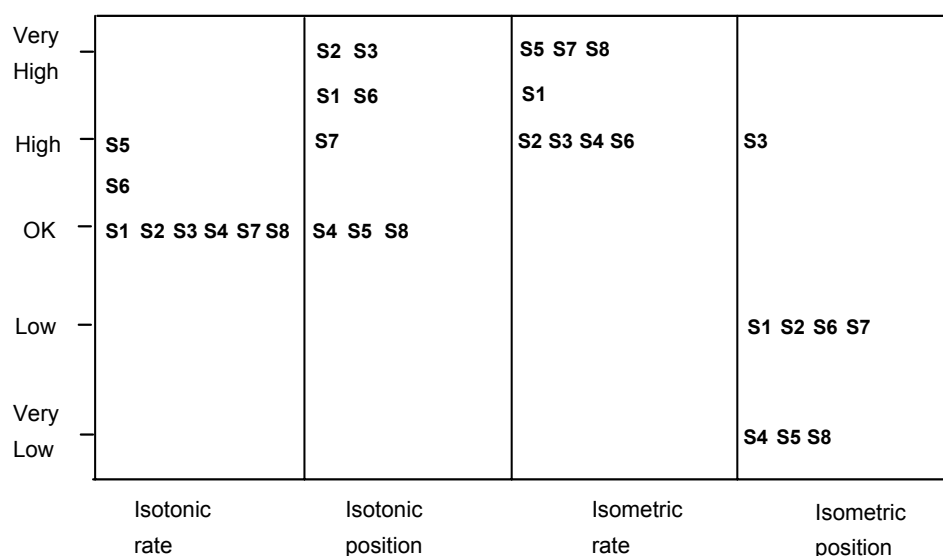 Very
High
S2 S3
S5 S7 S8
S1 S6
S1
High
S5
S7
S2 S3 S4 S6
S3
S6
OK
S1 S2 S3 S4 S7 S8
S4 S5 S8
Low
S1 S2 S6 S7
Very
Low
S4 S5 S8
Isotonic
rate
Isotonic
position
Isometric
rate
Isometric
position